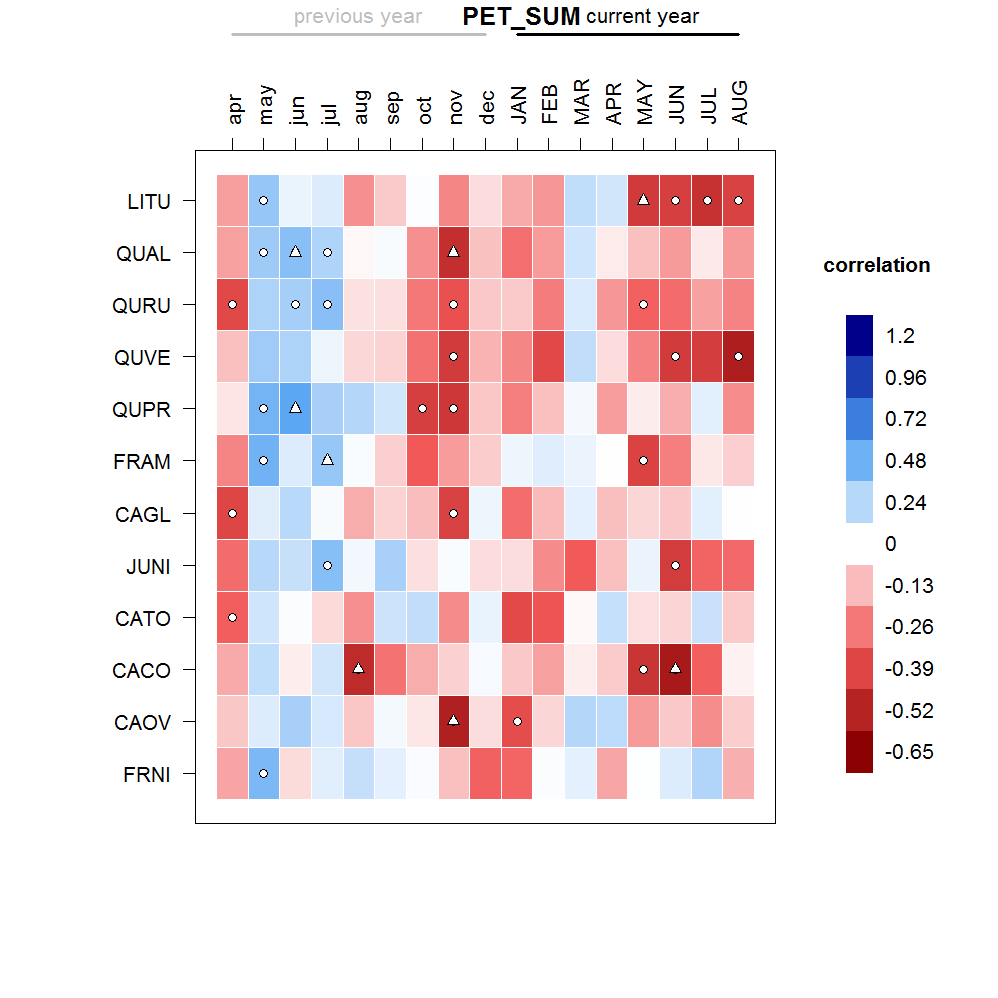 previous year PET_SUM current year
apr may jun jul aug sep oct nov dec JAN FEB MAR APR MAY JUN JUL AUG
LITU
QUAL
QURU
QUVE
QUPR
FRAM
CAGL
JUNI
CATO
CACO
CAOV
FRNI
correlation
1.2
0.96
0.72
0.48
0.24
0
-0.13
-0.26
-0.39
-0.52
-0.65